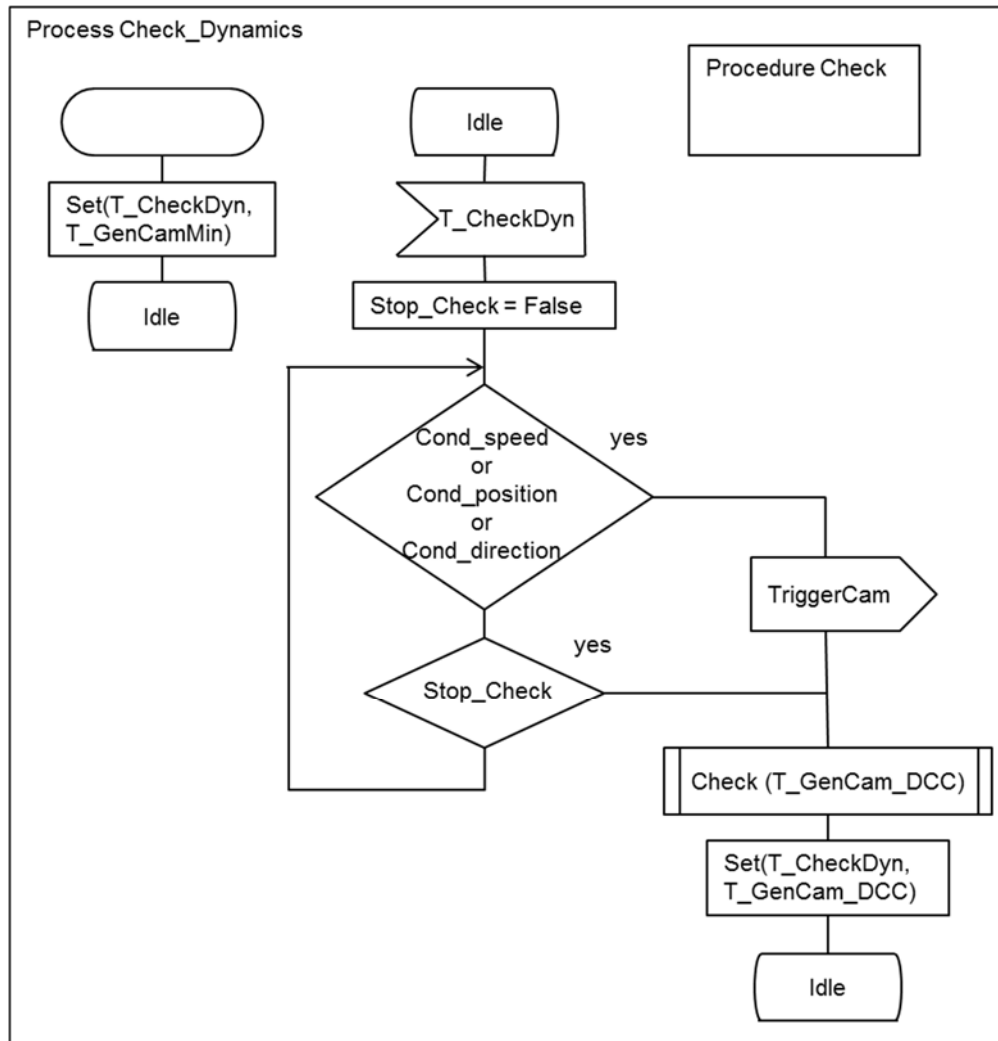 Process Check_Dynamics
Procedure Check
Set(T_CheckDyn,
T_GenCamMin)
Idle
Idle
T_CheckDyn
Stop_Check = False
Cond_speed
or
Cond_position
or
Cond_direction
yes
TriggerCam
Stop_Check
yes
Check (T_GenCam_DCC)
Set(T_CheckDyn,
T_GenCam_DCC)
Idle